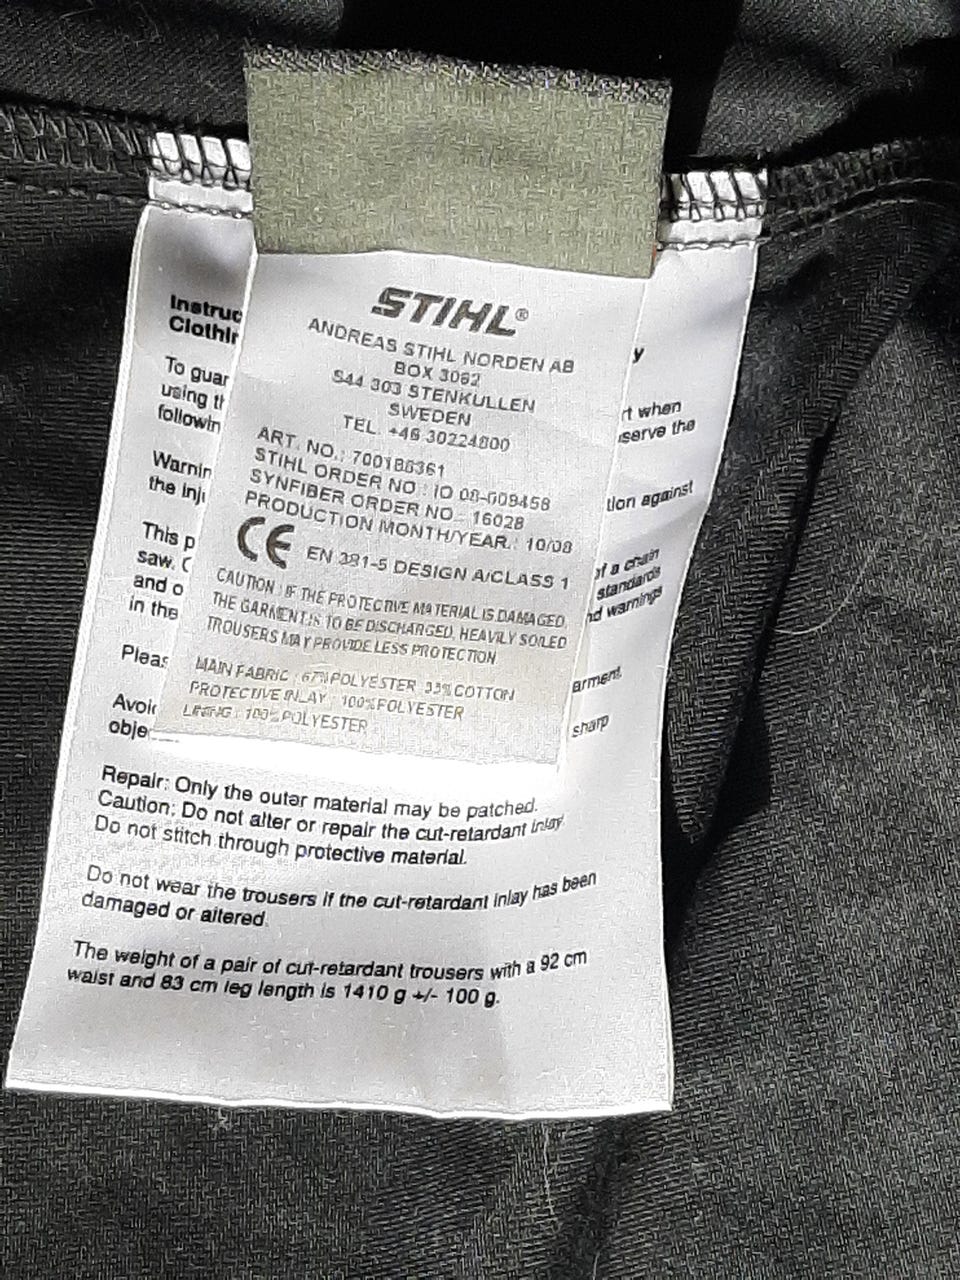 STIHL®
ANDREAS STIHL NORDEN AB
BOX 3062
S44 303 STENKULLEN
SWEDEN
TEL. +46 30224800
ART. NO.:
STIHL ORDER NO : IO
SYNFIBER ORDER NO – 16028
PRODUCTION MONTH/YEAR.: 10/08
CE EN 381-5 DESIGN A/CLASS 1
CAUTION : IF THE PROTECTIVE MATERIAL IS DAMAGED,
THE GARMENT IS TO BE DISCHARGED, HEAVILY SOILED
TROUSERS MAY PROVIDE LESS PROTECTION
MAIN FABRIC : 67% POLYESTER 33% COTTON
PROTECTIVE INLAY : 100% POLYESTER
LINING : 100% POLYESTER
Instruc
Clothin
y
To guar
using th
rt when
followin
serve the
Warnin
the inju
tion against
This p
of a chain
saw. C
standards
and o
nd warnings
in the
Pleas
arment.
Avoid
sharp
obje
Repair: Only the outer material may be patched.
Caution: Do not alter or repair the cut-retardant inlay.
Do not stitch through protective material.
Do not wear the trousers if the cut-retardant inlay has been
damaged or altered.
The weight of a pair of cut-retardant trousers with a 92 cm
waist and 83 cm leg length is 1410 g +/- 100 g.